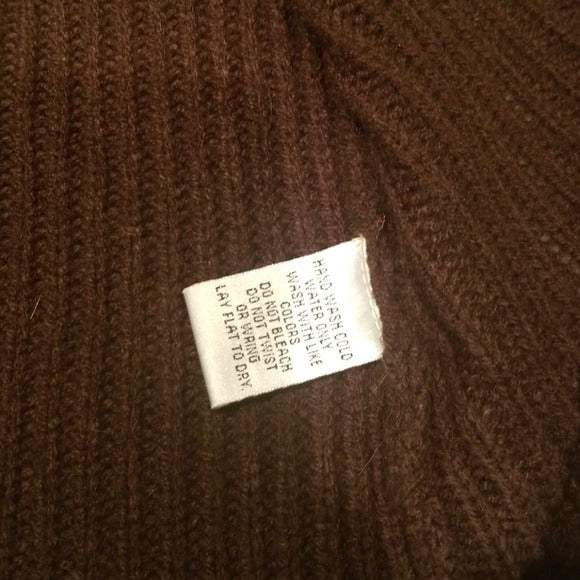 HAND WASH COLD
WATER ONLY
WASH WITH LIKE
COLORS
DO NOT BLEACH
DO NOT TWIST
OR WRING
LAY FLAT TO DRY.